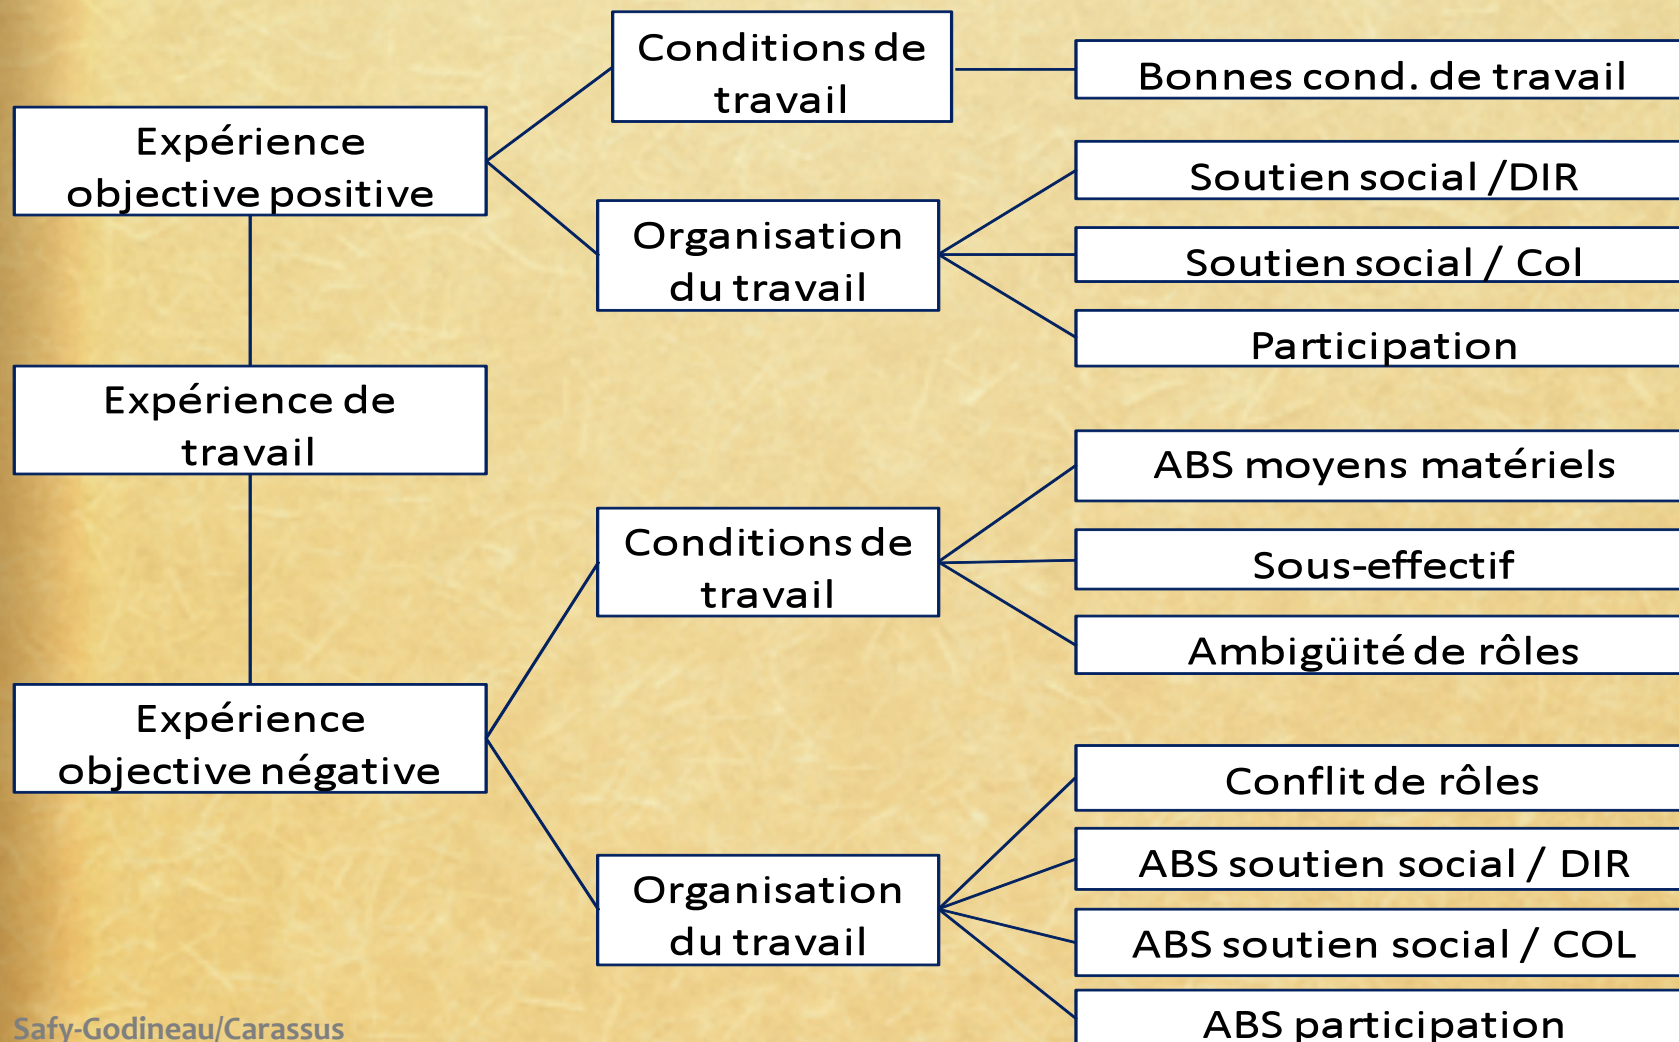 Conditions de
travail
Bonnes cond. de travail
Expérience
objective positive
Soutien social /DIR
Organisation
du travail
Soutien social / Col
Participation
Expérience de
travail
ABS moyens matériels
Conditions de
travail
Sous-effectif
Ambigüité de rôles
Expérience
objective négative
Conflit de rôles
ABS soutien social / DIR
Organisation
du travail
ABS soutien social / COL
ABS participation
Safy-Godineau/Carassus